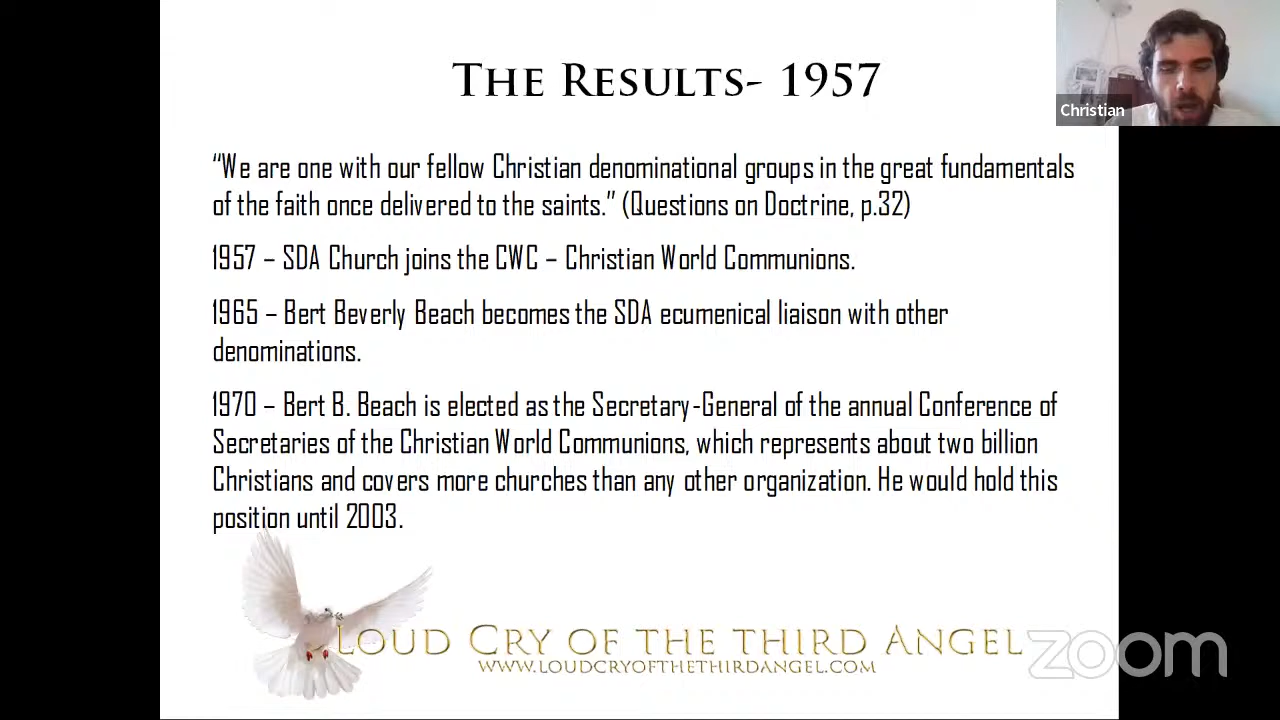 THE RESULTS- 1957
Christian
“We are one with our fellow Christian denominational groups in the great fundamentals
of the faith once delivered to the saints.” (Questions on Doctrine, p.32)
1957 – SDA Church joins the CWC – Christian World Communions.
1965 – Bert Beverly Beach becomes the SDA ecumenical liaison with other
denominations.
1970 – Bert B. Beach is elected as the Secretary-General of the annual Conference of
Secretaries of the Christian World Communions, which represents about two billion
Christians and covers more churches than any other organization. He would hold this
position until 2003.
LOUD CRY OF THE THIRD ANGEL
WWW.LOUDCRYOFTHETHIRDANGEL.COM
zoom